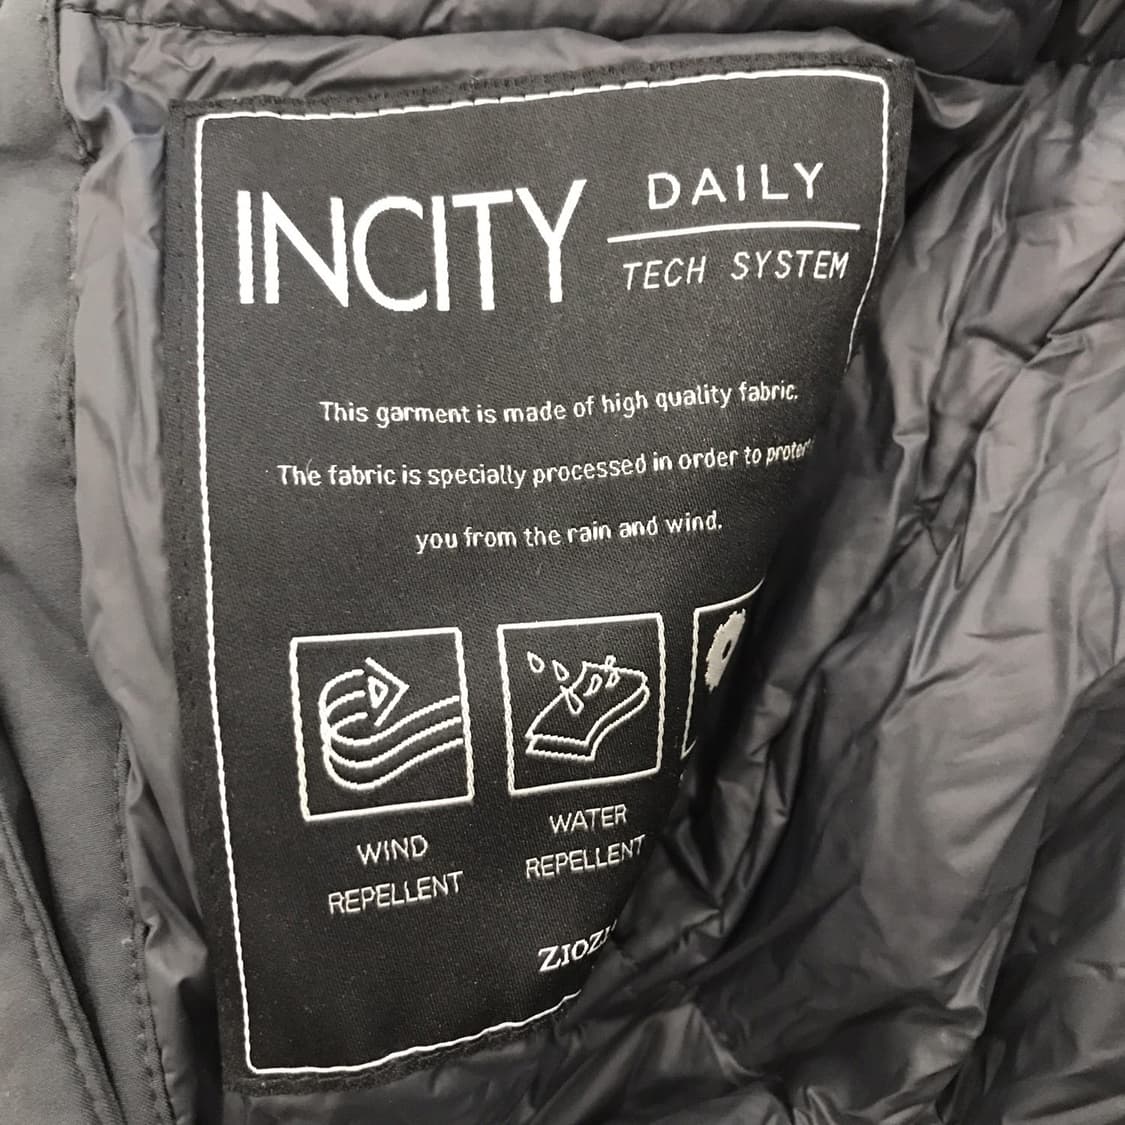 INCITY DAILY
TECH SYSTEM
This garment is made of high quality fabric.
The fabric is specially processed in order to protect
you from the rain and wind.
WIND
REPELLENT
WATER
REPELLENT